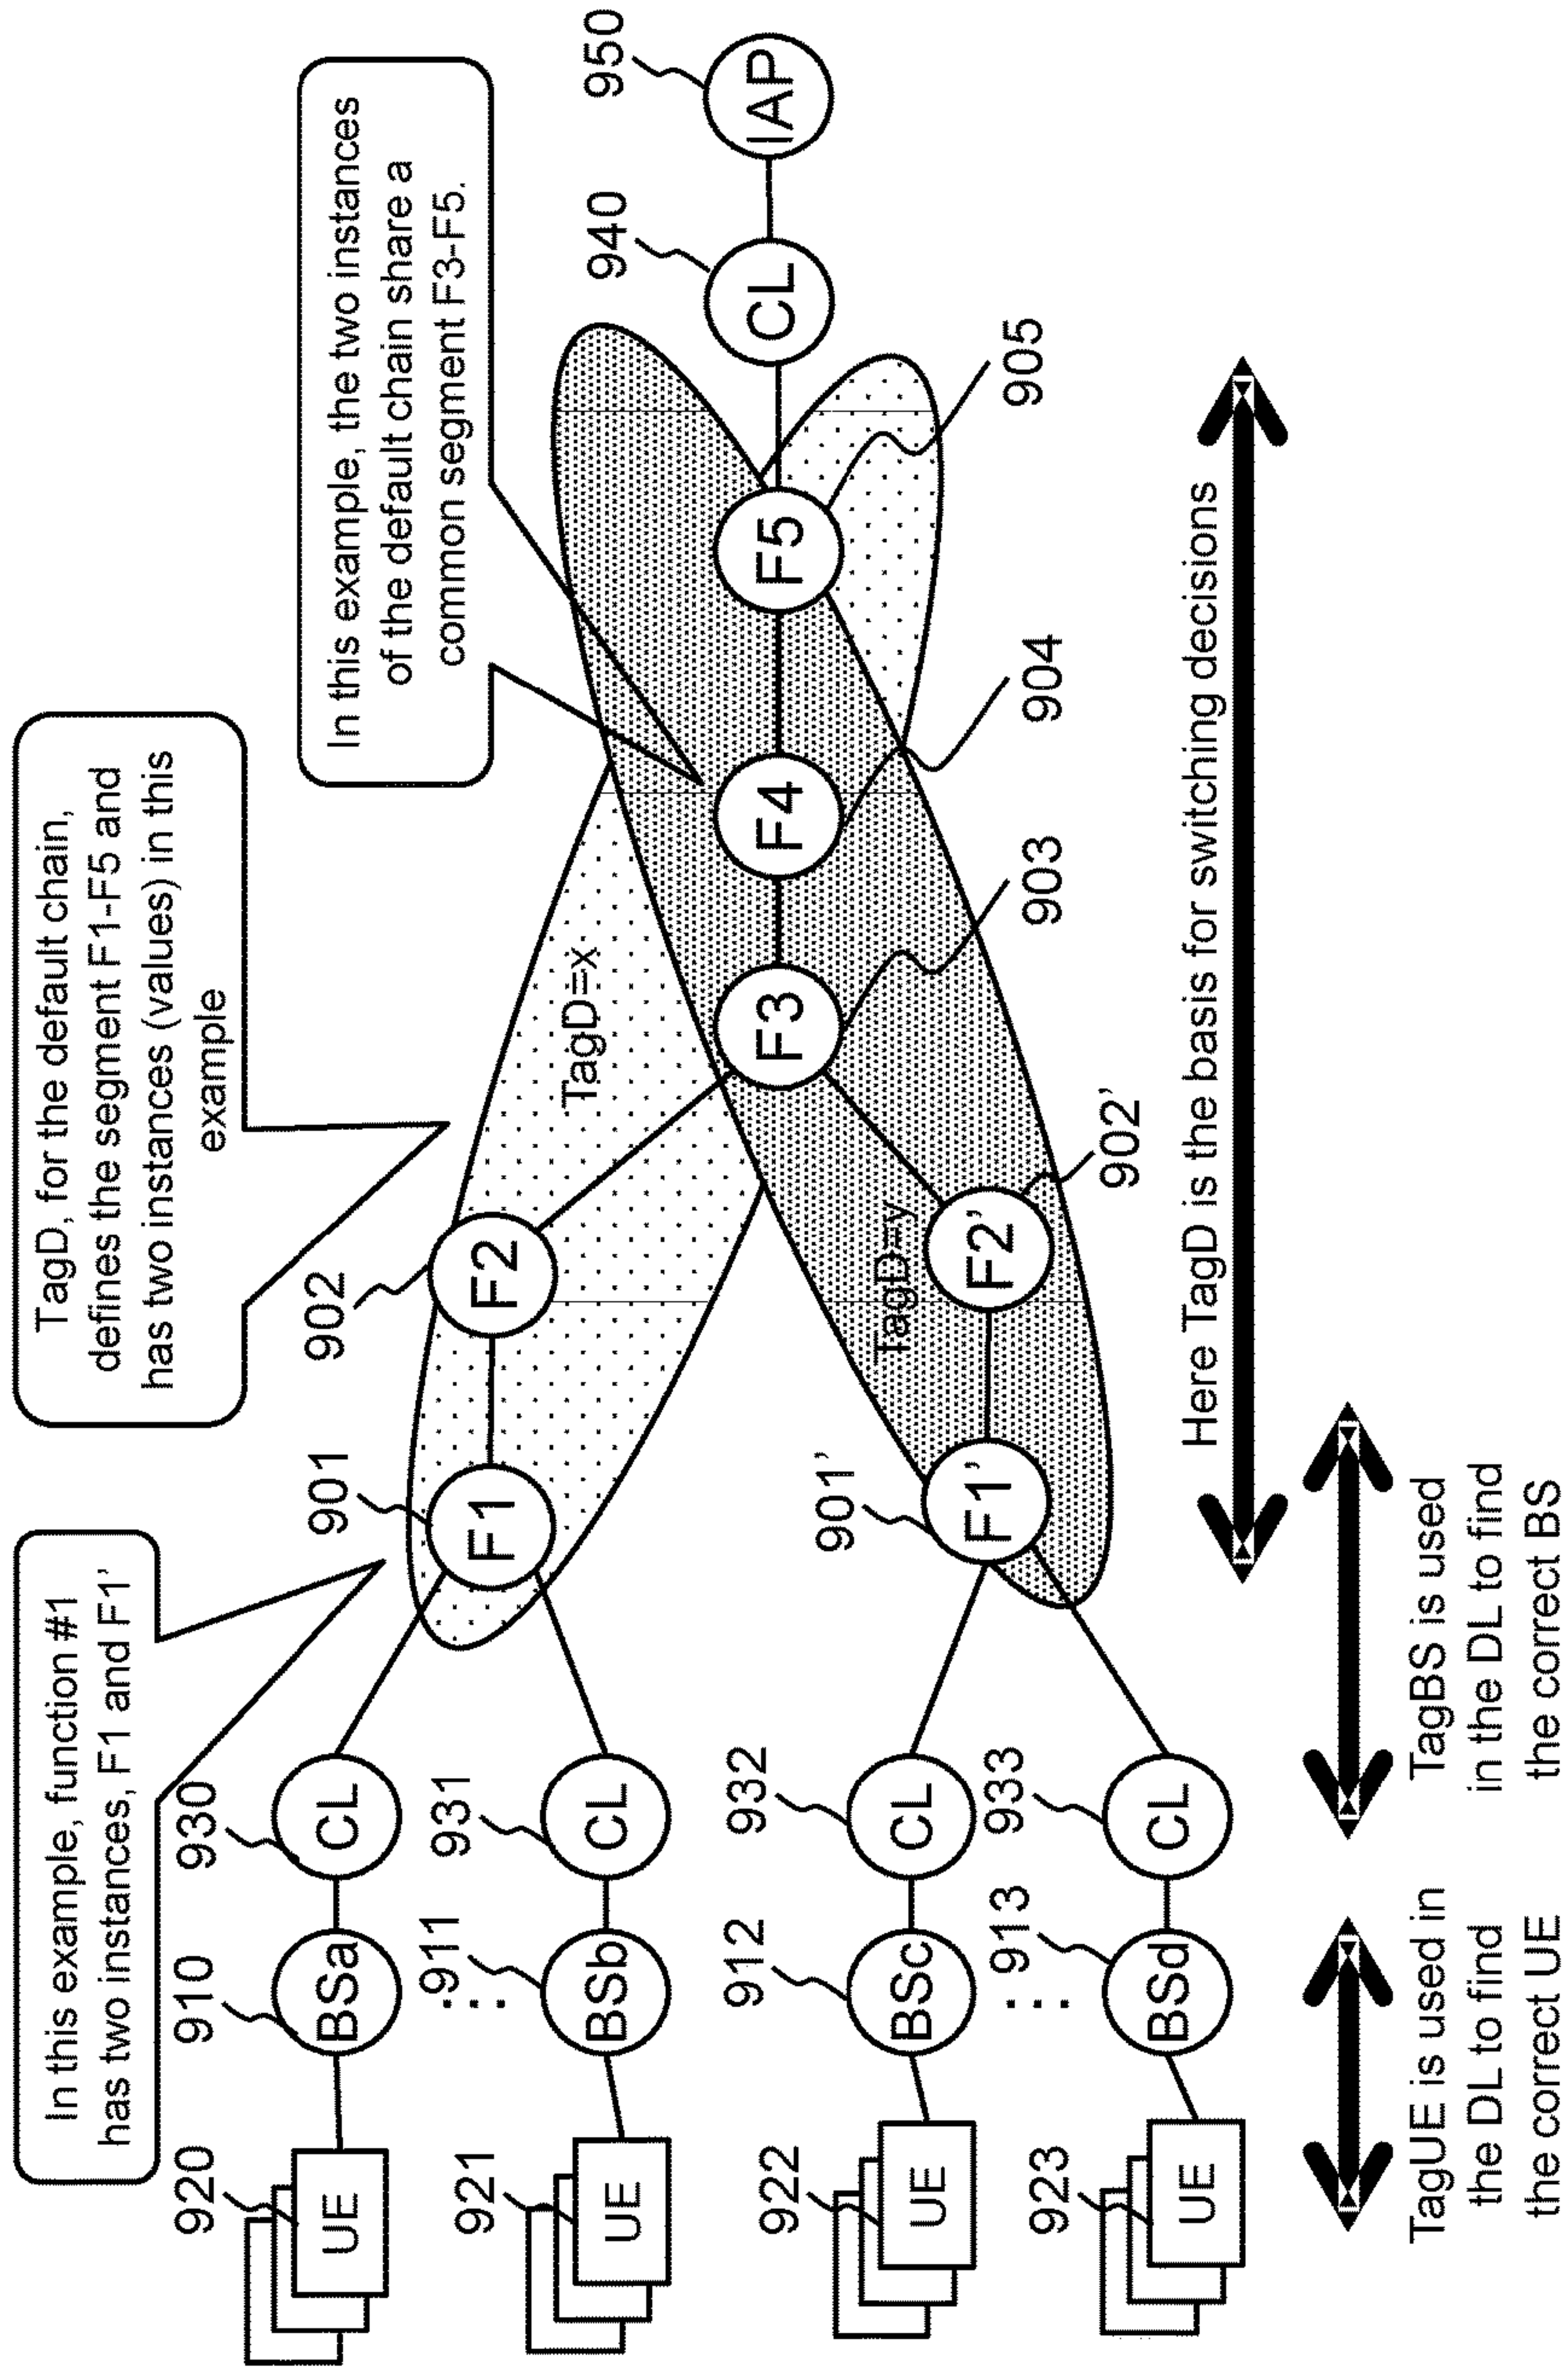 In this example, function #1
has two instances, F1 and F1’
TagD, for the default chain,
defines the segment F1-F5 and
has two instances (values) in this
example
In this example, the two instances
of the default chain share a
common segment F3-F5.
920
UE
910
BSa
930
CL
901
F1
902
F2
TagD=x
921
UE
911
...
BSb
931
CL
903
F3
904
F4
905
F5
940
CL
950
IAP
922
UE
912
BSc
932
CL
901’
F1’
902’
F2’
TagD=y
923
UE
913
...
BSd
933
CL
Here TagD is the basis for switching decisions
TagUE is used in
the DL to find
the correct UE
TagBS is used
in the DL to find
the correct BS